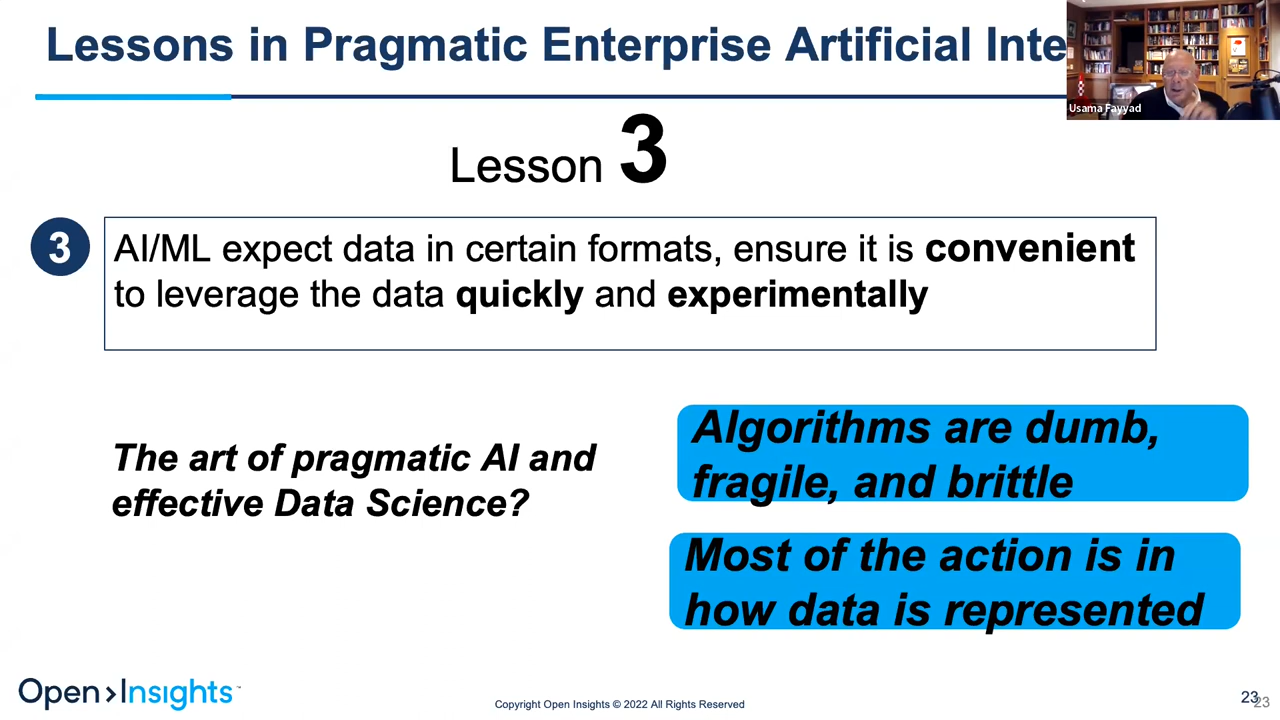 Lessons in Pragmatic Enterprise Artificial Inte
Usama Fayyad
Lesson 3
3
AI/ML expect data in certain formats, ensure it is convenient
to leverage the data quickly and experimentally
The art of pragmatic AI and
effective Data Science?
Algorithms are dumb,
fragile, and brittle
Most of the action is in
how data is represented
Open>Insights™
Copyright Open Insights © 2022 All Rights Reserved
23
23